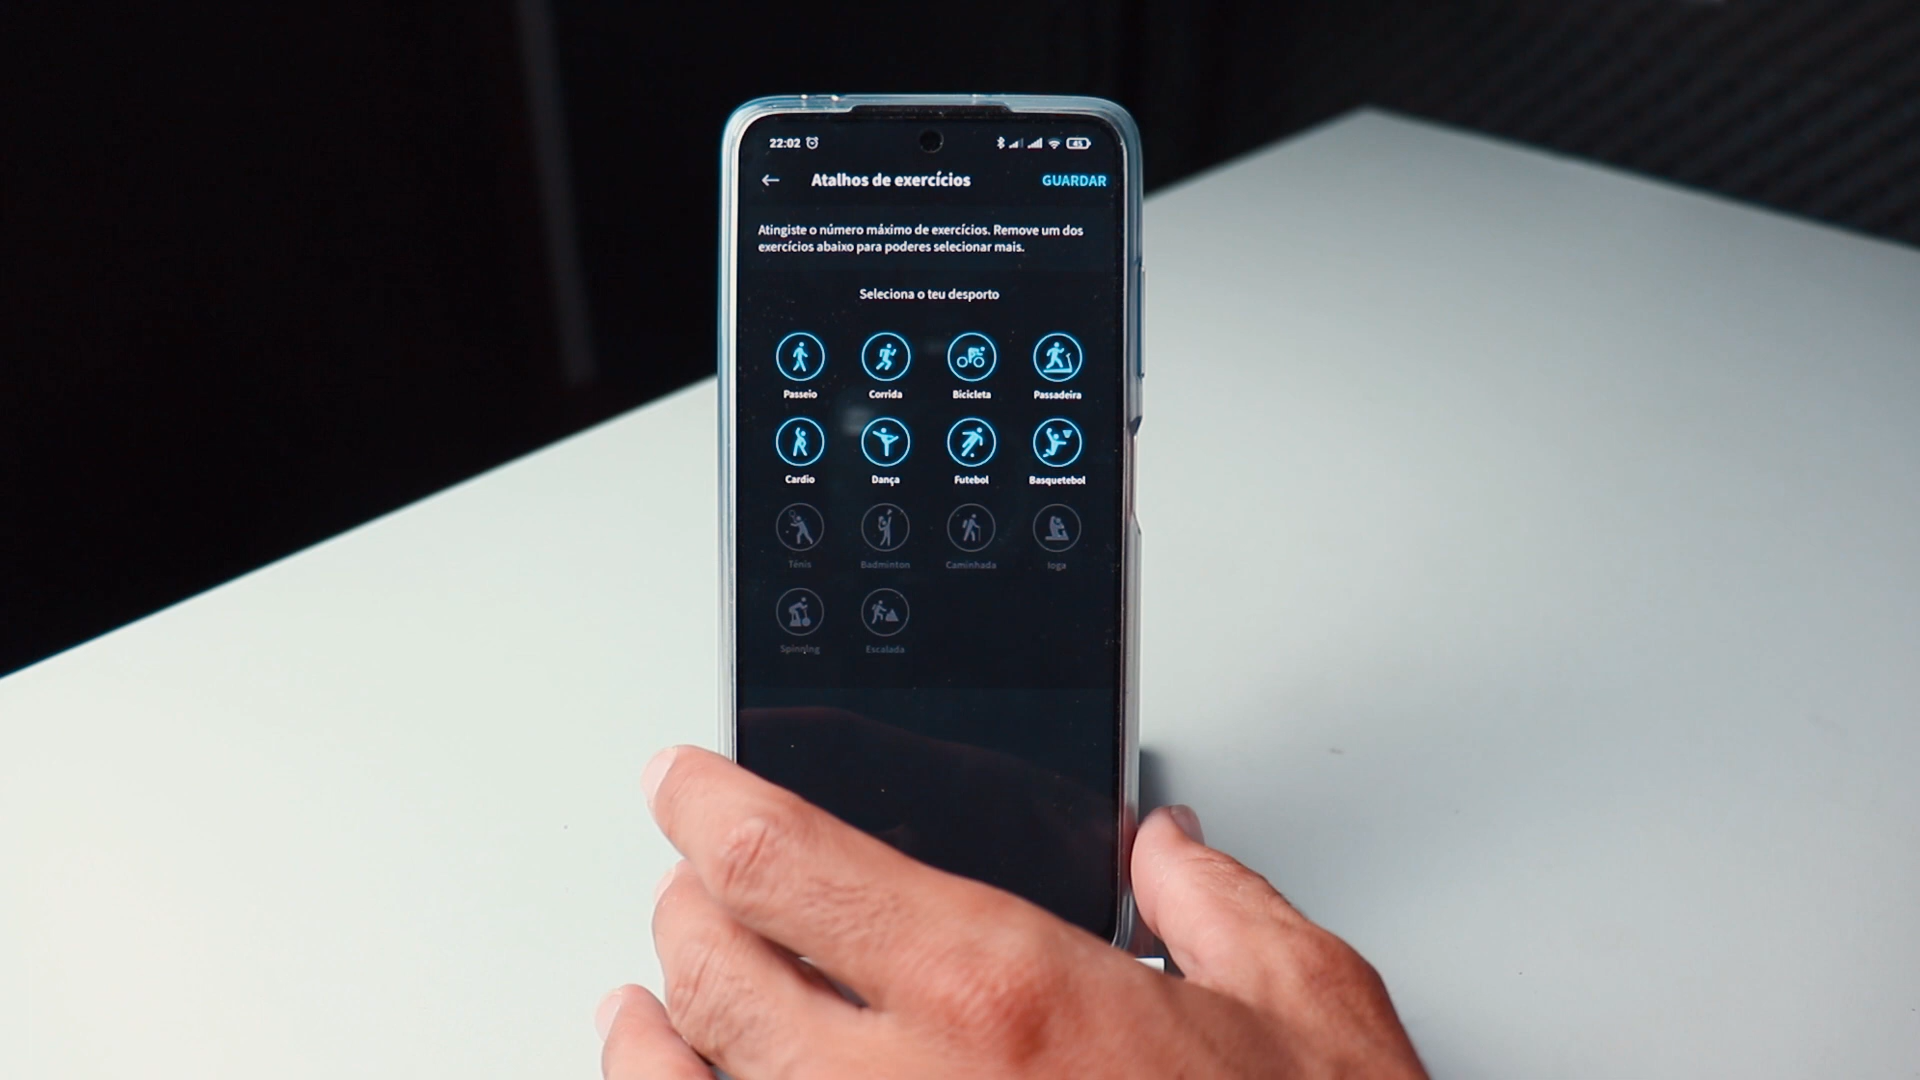 22:02
45
Atalhos de exercícios
GUARDAR
Atingiste o número máximo de exercícios. Remove um dos
exercícios abaixo para poderes selecionar mais.
Seleciona o teu desporto
Passeio Corrida Bicicleta Passadeira
Cardio Dança Futebol Basquetebol
Ténis Badminton Caminhada Ioga
Spinning Escalada